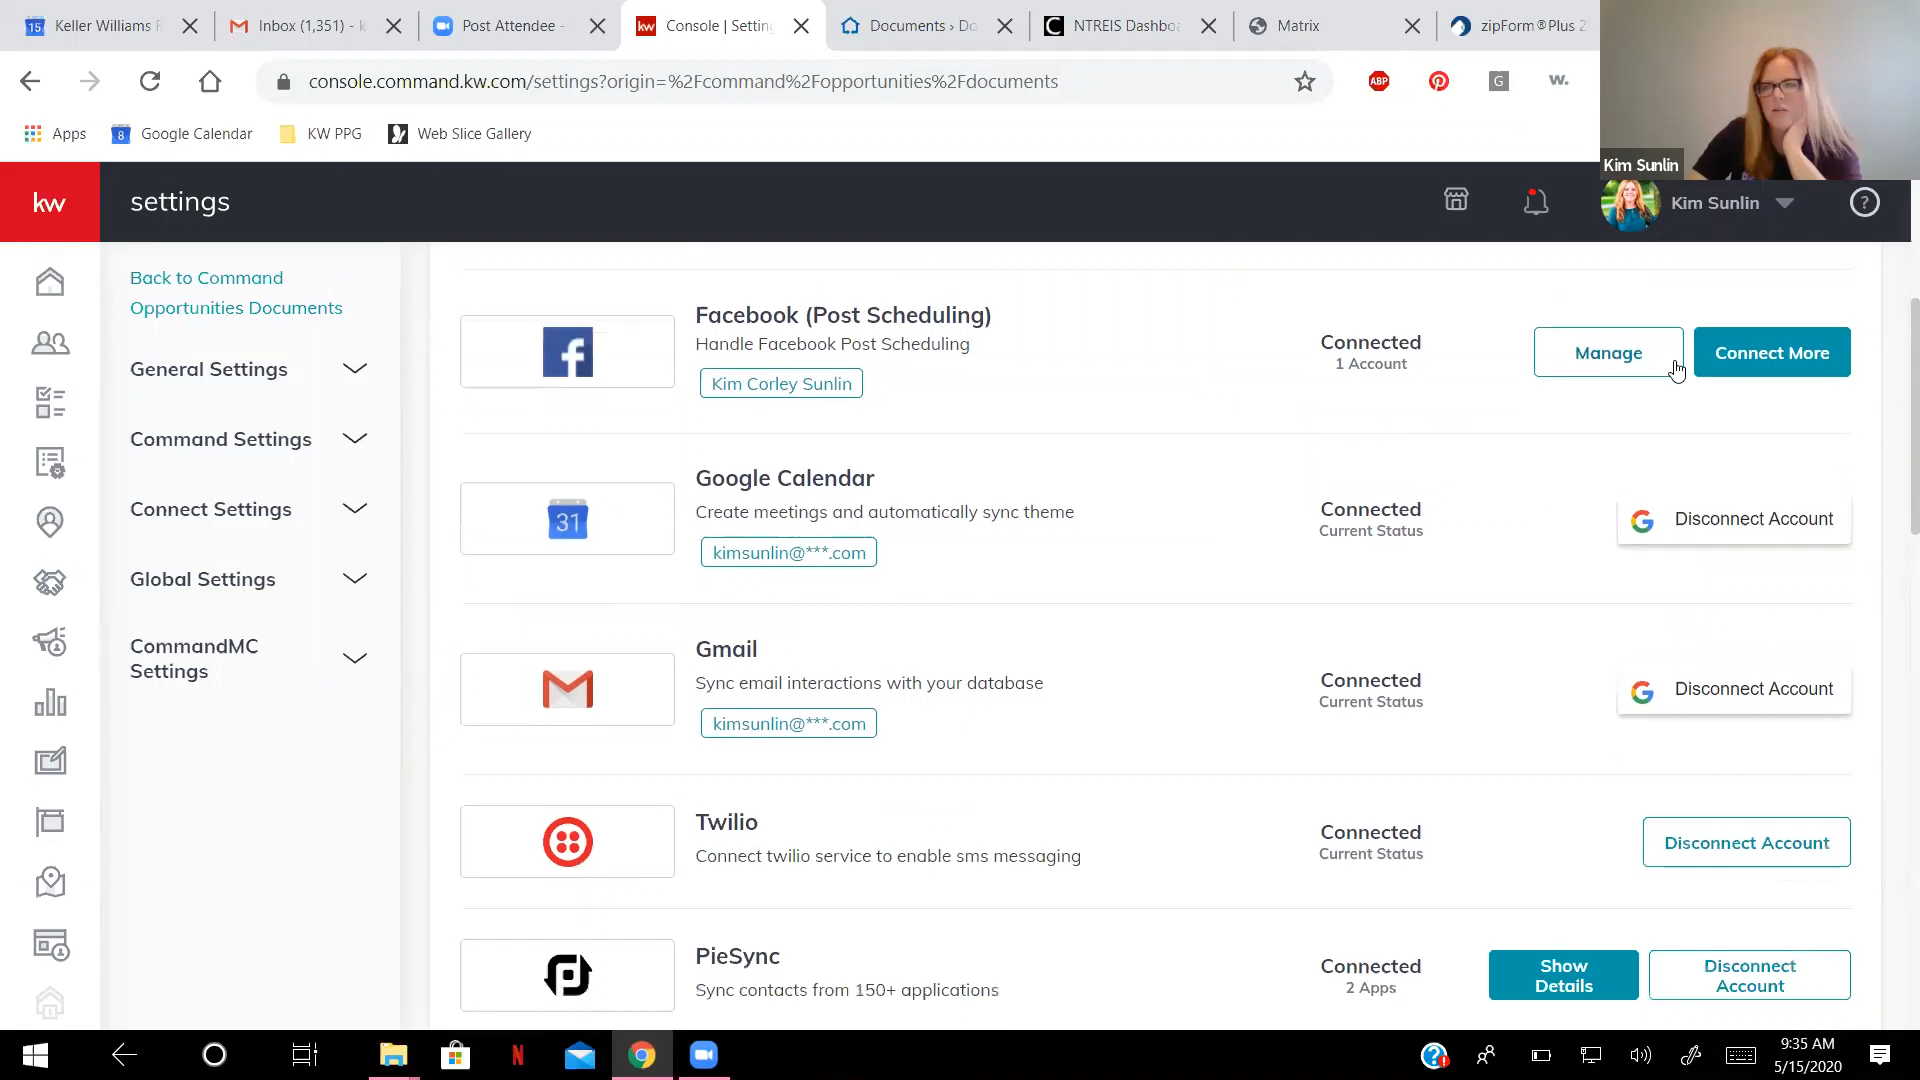 15 Keller Williams
Inbox (1,351) - k
Post Attendee -
kw Console | Settin
Documents › Do
NTREIS Dashbo
Matrix
zipForm®Plus 2
console.command.kw.com/settings?origin=%2Fcommand%2Fopportunities%2Fdocuments
ABP
G
w.
Apps
8 Google Calendar
KW PPG
Web Slice Gallery
Kim Sunlin
kw
settings
Kim Sunlin
?
Back to Command
Opportunities Documents
General Settings
Command Settings
Connect Settings
Global Settings
CommandMC
Settings
Facebook (Post Scheduling)
Handle Facebook Post Scheduling
Kim Corley Sunlin
Connected
1 Account
Manage
Connect More
31
Google Calendar
Create meetings and automatically sync theme
kimsunlin@***.com
Connected
Current Status
Disconnect Account
Gmail
Sync email interactions with your database
kimsunlin@***.com
Connected
Current Status
Disconnect Account
Twilio
Connect twilio service to enable sms messaging
Connected
Current Status
Disconnect Account
PieSync
Sync contacts from 150+ applications
Connected
2 Apps
Show
Details
Disconnect
Account
N
9:35 AM
5/15/2020